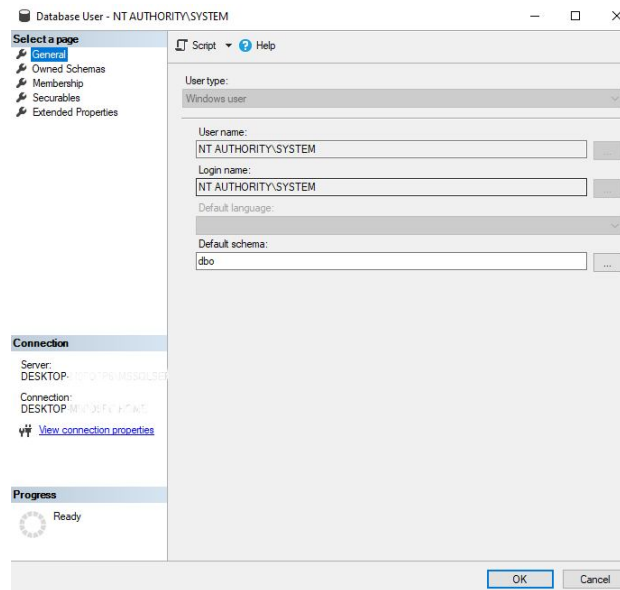 Database User - NT AUTHORITY\SYSTEM
Select a page
General
Owned Schemas
Membership
Securables
Extended Properties
Script
Help
User type:
Windows user
User name:
NT AUTHORITY\SYSTEM
...
Login name:
NT AUTHORITY\SYSTEM
...
Default language:
Default schema:
dbo
...
Connection
Server:
DESKTOP-
Connection:
DESKTOP
View connection properties
Progress
Ready
OK
Cancel